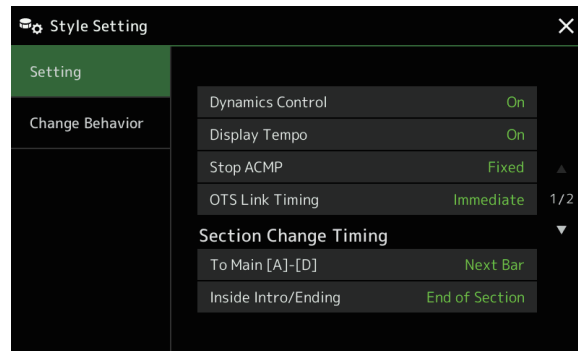 Style Setting
Setting
Change Behavior
Dynamics Control On
Display Tempo On
Stop ACMP Fixed
OTS Link Timing Immediate
1/2
Section Change Timing
To Main [A]-[D] Next Bar
Inside Intro/Ending End of Section